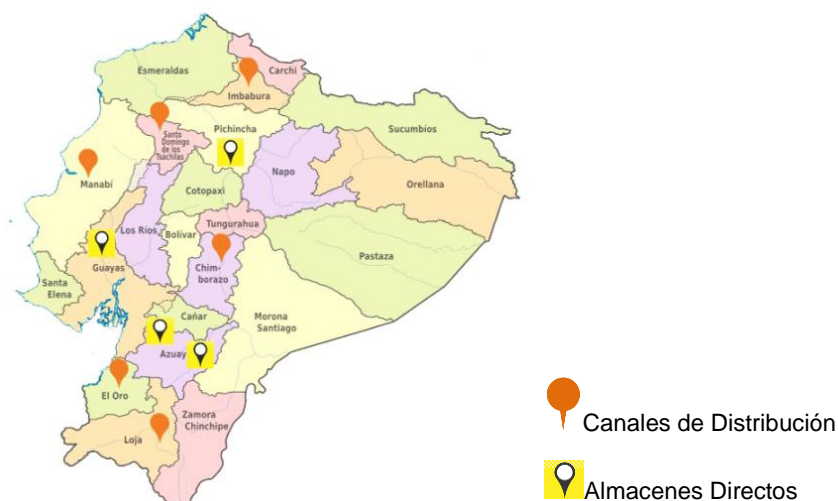 Esmeraldas
Carchi
Imbabura
Santo
Domingo
de los
Tsáchilas
Pichincha
Sucumbíos
Manabí
Cotopaxi
Napo
Orellana
Los Ríos
Bolívar
Tungurahua
Guayas
Chim-
borazo
Pastaza
Santa
Elena
Cañar
Morona
Santiago
Azuay
El Oro
Loja
Zamora
Chinchipe
Canales de Distribución
Almacenes Directos